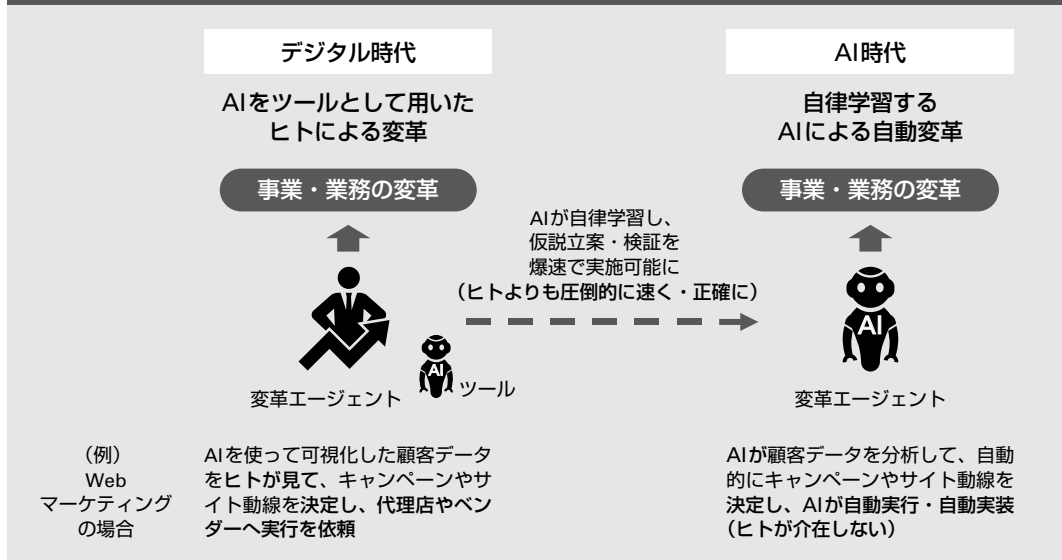 デジタル時代
AIをツールとして用いた
ヒトによる変革
事業・業務の変革
変革エージェント
AI
ツール
AIが自律学習し、
仮説立案・検証を
爆速で実施可能に
（ヒトよりも圧倒的に速く・正確に）
AI時代
自律学習する
AIによる自動変革
事業・業務の変革
AI
変革エージェント
（例）
Web
マーケティング
の場合
AIを使って可視化した顧客データ
をヒトが見て、キャンペーンやサ
イト動線を決定し、代理店やベン
ダーへ実行を依頼
AIが顧客データを分析して、自動
的にキャンペーンやサイト動線を
決定し、AIが自動実行・自動実装
（ヒトが介在しない）